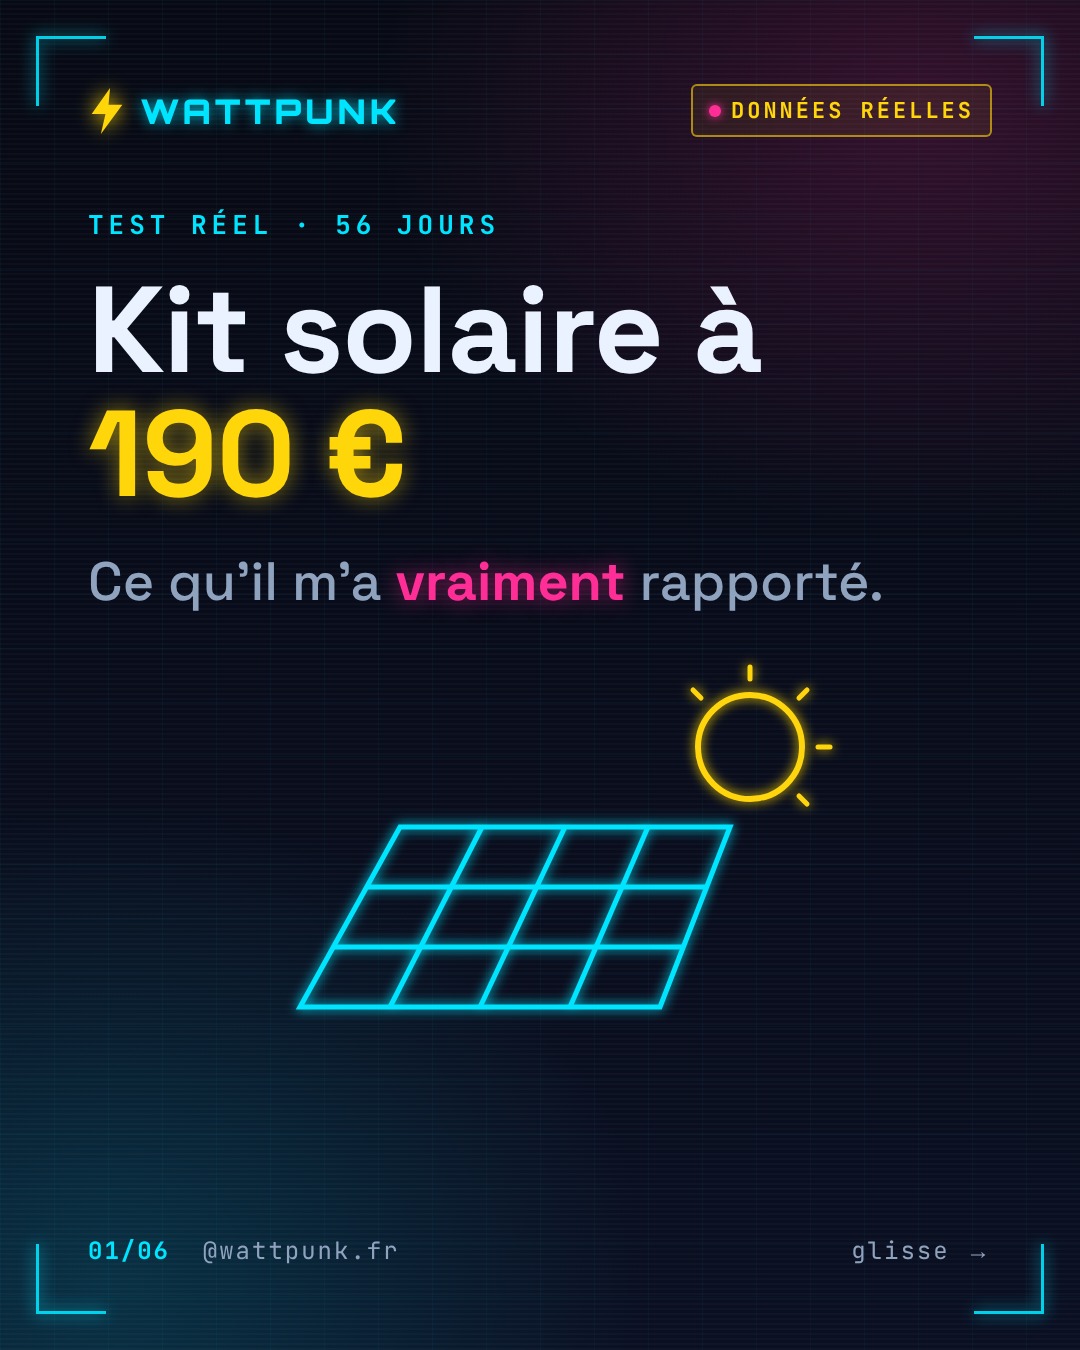 WATTPUNK
DONNÉES RÉELLES
TEST RÉEL · 56 JOURS
Kit solaire à
190 €
Ce qu’il m’a vraiment rapporté.
01/06 @wattpunk.fr
glisse →